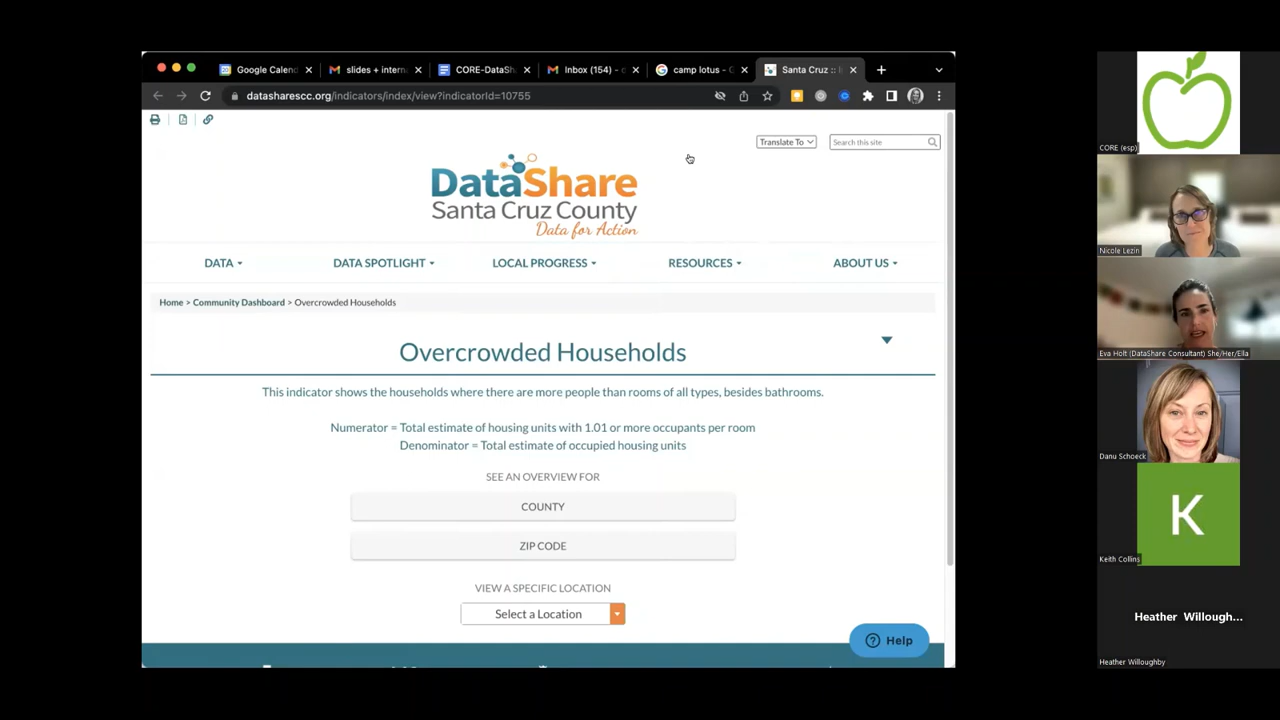 Google Calend
slides + intern
CORE-DataSh
Inbox (154) -
camp lotus - G
Santa Cruz :: I
datasharescc.org/indicators/index/view?indicatorId=10755
Translate To
Search this site
DataShare
Santa Cruz County
Data for Action
DATA
DATA SPOTLIGHT
LOCAL PROGRESS
RESOURCES
ABOUT US
Home > Community Dashboard > Overcrowded Households
Overcrowded Households
This indicator shows the households where there are more people than rooms of all types, besides bathrooms.
Numerator = Total estimate of housing units with 1.01 or more occupants per room
Denominator = Total estimate of occupied housing units
SEE AN OVERVIEW FOR
COUNTY
ZIP CODE
VIEW A SPECIFIC LOCATION
Select a Location
Help
CORE (esp)
Nicole Lezin
Eva Holt (DataShare Consultant) She/Her/Ella
Danu Schoeck
K
Keith Collins
Heather Willough...
Heather Willoughby